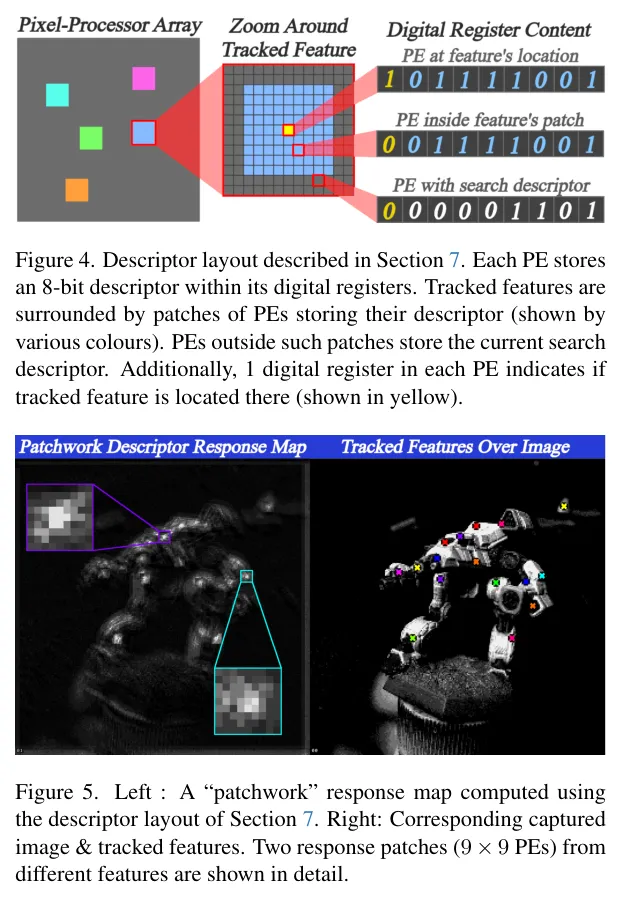 Pixel-Processor Array
Zoom Around
Tracked Feature
Digital Register Content
PE at feature's location
1 0 1 1 1 1 0 0 1
PE inside feature's patch
0 0 1 1 1 1 0 0 1
PE with search descriptor
0 0 0 0 0 1 1 0 1
Figure 4. Descriptor layout described in Section 7. Each PE stores
an 8-bit descriptor within its digital registers. Tracked features are
surrounded by patches of PEs storing their descriptor (shown by
various colours). PEs outside such patches store the current search
descriptor. Additionally, 1 digital register in each PE indicates if
tracked feature is located there (shown in yellow).
Patchwork Descriptor Response Map
Tracked Features Over Image
Figure 5. Left : A “patchwork” response map computed using
the descriptor layout of Section 7. Right: Corresponding captured
image & tracked features. Two response patches (9 × 9 PEs) from
different features are shown in detail.